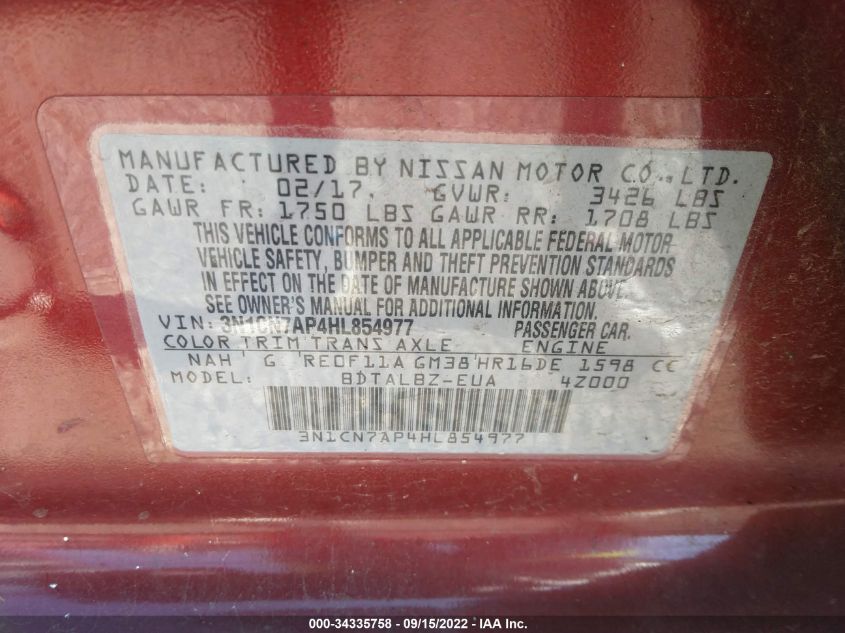 MANUFACTURED BY NISSAN MOTOR CO., LTD.
DATE: 02/17. GVWR: 3426 LBS
GAWR FR: 1750 LBS GAWR RR: 1708 LBS
THIS VEHICLE CONFORMS TO ALL APPLICABLE FEDERAL MOTOR
VEHICLE SAFETY, BUMPER AND THEFT PREVENTION STANDARDS
IN EFFECT ON THE DATE OF MANUFACTURE SHOWN ABOVE.
SEE OWNER'S MANUAL FOR ADDITIONAL INFORMATION.
VIN: 3N1CN7AP4HL854977 PASSENGER CAR.
COLOR TRIM TRANS AXLE ENGINE
NAH G RE0F11A GM38 HR16DE 1598 CC
MODEL: BDTALBZ-EUA 4Z000
3N1CN7AP4HL854977
000-34335758 - 09/15/2022 - IAA Inc.